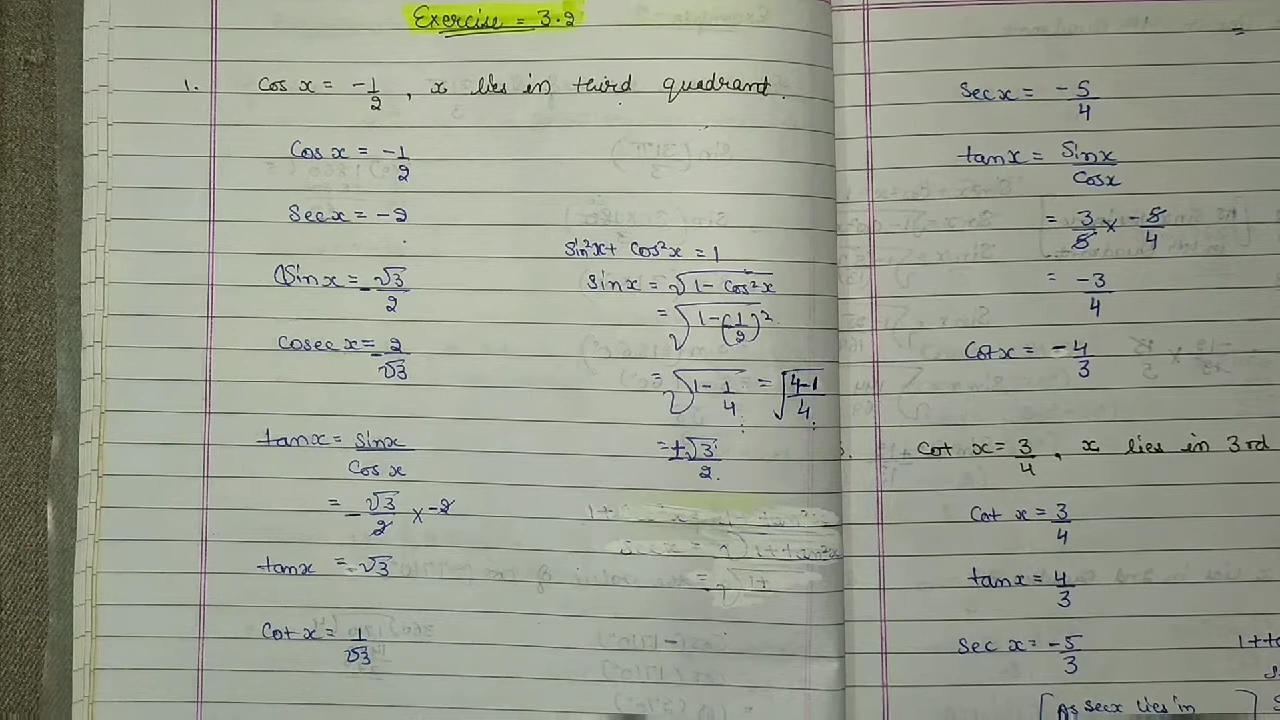 Exercise = 3.2
1. Cos x = -1/2, x lies in third quadrant.
Cos x = -1/2
Sec x = -2
Sin x = -√3/2
Cosec x = -2/√3
tan x = sin x/Cos x
= -√3/2 × -2
tan x = √3
Cot x = 1/√3
sin²x + cos²x = 1
sin x = √1 - cos²x
= √1-(1/2)²
= √1 - 1/4 = √4-1/4
= ±√3/2.
Sec x = -5/4
tan x = Sin x/Cos x
= 3/5 × -5/4
= -3/4
Cot x = -4/3
3. Cot x = 3/4, x lies in 3rd
Cot x = 3/4
tan x = 4/3
Sec x = -5/3
[As sec x lies in